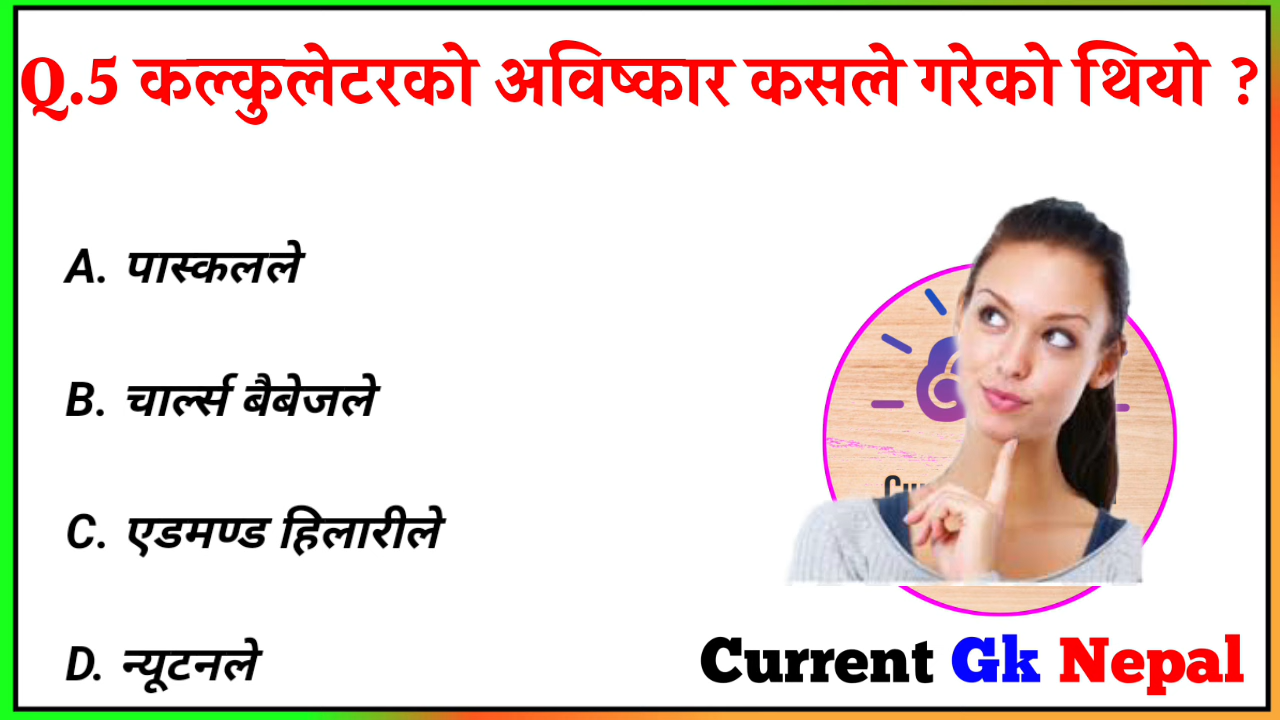 Q.5 कल्कुलेटरको अविष्कार कसले गरेको थियो ?
A. पास्कलले
B. चार्ल्स बैबेजले
C. एडमण्ड हिलारीले
D. न्यूटनले
Current Gk Nepal